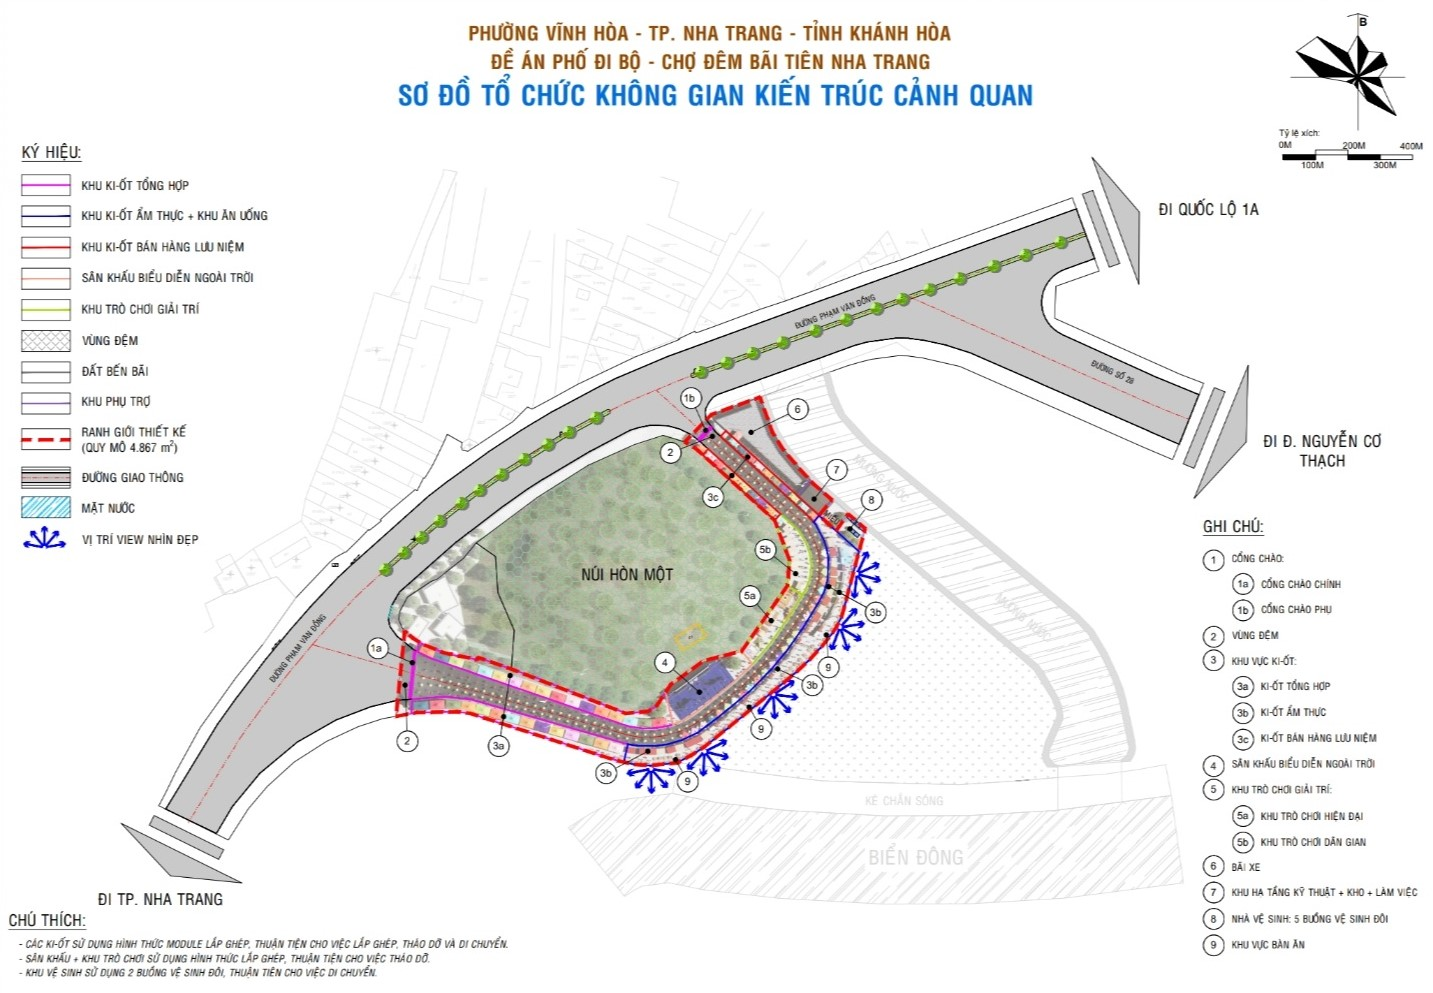 PHƯỜNG VĨNH HÒA - TP. NHA TRANG - TỈNH KHÁNH HÒA
ĐỀ ÁN PHỐ ĐI BỘ - CHỢ ĐÊM BÃI TIÊN NHA TRANG
SƠ ĐỒ TỔ CHỨC KHÔNG GIAN KIẾN TRÚC CẢNH QUAN
B
Tỷ lệ xích:
0M 200M 400M
100M 300M
KÝ HIỆU:
KHU KI-ỐT TỔNG HỢP
KHU KI-ỐT ẨM THỰC + KHU ĂN UỐNG
KHU KI-ỐT BÁN HÀNG LƯU NIỆM
SÂN KHẤU BIỂU DIỄN NGOÀI TRỜI
KHU TRÒ CHƠI GIẢI TRÍ
VÙNG ĐỆM
ĐẤT BẾN BÃI
KHU PHỤ TRỢ
RANH GIỚI THIẾT KẾ
(QUY MÔ 4.867 m²)
ĐƯỜNG GIAO THÔNG
MẶT NƯỚC
VỊ TRÍ VIEW NHÌN ĐẸP
ĐI QUỐC LỘ 1A
ĐƯỜNG PHẠM VĂN ĐỒNG
ĐƯỜNG SỐ 28
ĐI Đ. NGUYỄN CƠ
THẠCH
1b
6
2
7
3c
8
MƯƠNG NƯỚC
MIẾU
5b
NÚI HÒN MỘT
5a
3b
MƯƠNG NƯỚC
ĐƯỜNG PHẠM VĂN ĐỒNG
1a
4
9
3b
9
2
3a
3b
9
KÈ CHẮN SÓNG
BIỂN ĐÔNG
ĐI TP. NHA TRANG
GHI CHÚ:
1 CỔNG CHÀO:
1a CỔNG CHÀO CHÍNH
1b CỔNG CHÀO PHỤ
2 VÙNG ĐỆM
3 KHU VỰC KI-ỐT:
3a KI-ỐT TỔNG HỢP
3b KI-ỐT ẨM THỰC
3c KI-ỐT BÁN HÀNG LƯU NIỆM
4 SÂN KHẤU BIỂU DIỄN NGOÀI TRỜI
5 KHU TRÒ CHƠI GIẢI TRÍ:
5a KHU TRÒ CHƠI HIỆN ĐẠI
5b KHU TRÒ CHƠI DÂN GIAN
6 BÃI XE
7 KHU HẠ TẦNG KỸ THUẬT + KHO + LÀM VIỆC
8 NHÀ VỆ SINH: 5 BUỒNG VỆ SINH ĐÔI
9 KHU VỰC BÀN ĂN
CHÚ THÍCH:
- CÁC KI-ỐT SỬ DỤNG HÌNH THỨC MODULE LẮP GHÉP, THUẬN TIỆN CHO VIỆC LẮP GHÉP, THÁO DỠ VÀ DI CHUYỂN.
- SÂN KHẤU + KHU TRÒ CHƠI SỬ DỤNG HÌNH THỨC LẮP GHÉP, THUẬN TIỆN CHO VIỆC THÁO DỠ.
- KHU VỆ SINH SỬ DỤNG 2 BUỒNG VỆ SINH ĐÔI, THUẬN TIỆN CHO VIỆC DI CHUYỂN.